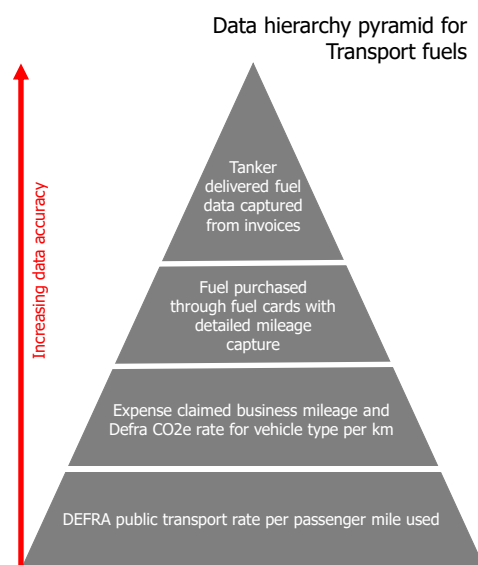 Data hierarchy pyramid for
Transport fuels
Increasing data accuracy
Tanker
delivered fuel
data captured
from invoices
Fuel purchased
through fuel cards with
detailed mileage
capture
Expense claimed business mileage and
Defra CO2e rate for vehicle type per km
DEFRA public transport rate per passenger mile used